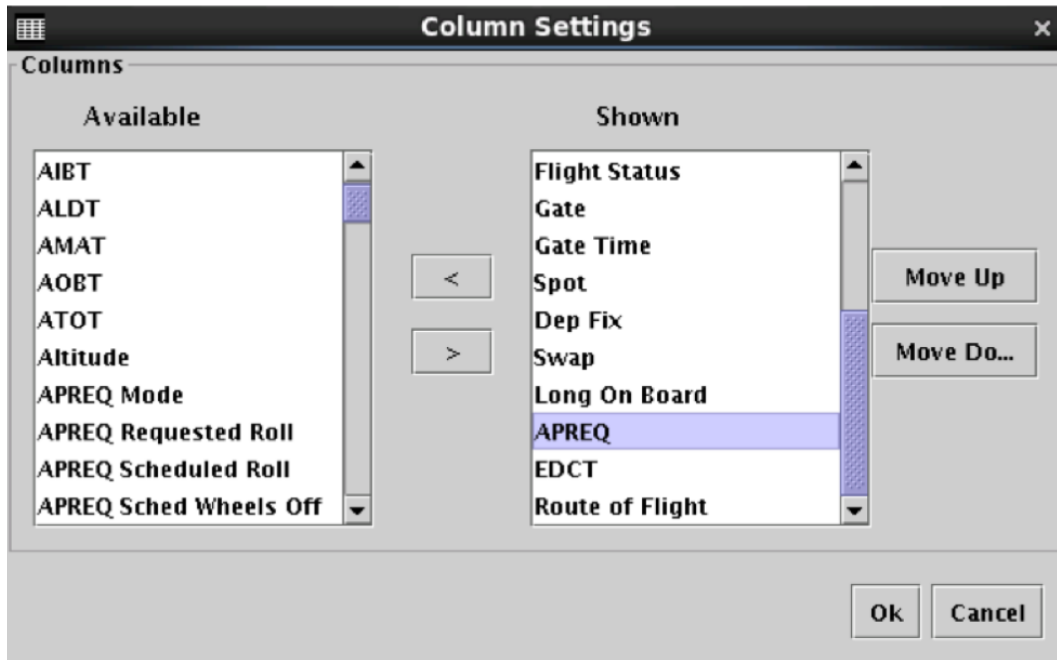 Column Settings
Columns
Available
AIBT
ALDT
AMAT
AOBT
ATOT
Altitude
APREQ Mode
APREQ Requested Roll
APREQ Scheduled Roll
APREQ Sched Wheels Off
<
>
Shown
Flight Status
Gate
Gate Time
Spot
Dep Fix
Swap
Long On Board
APREQ
EDCT
Route of Flight
Move Up
Move Do...
Ok
Cancel